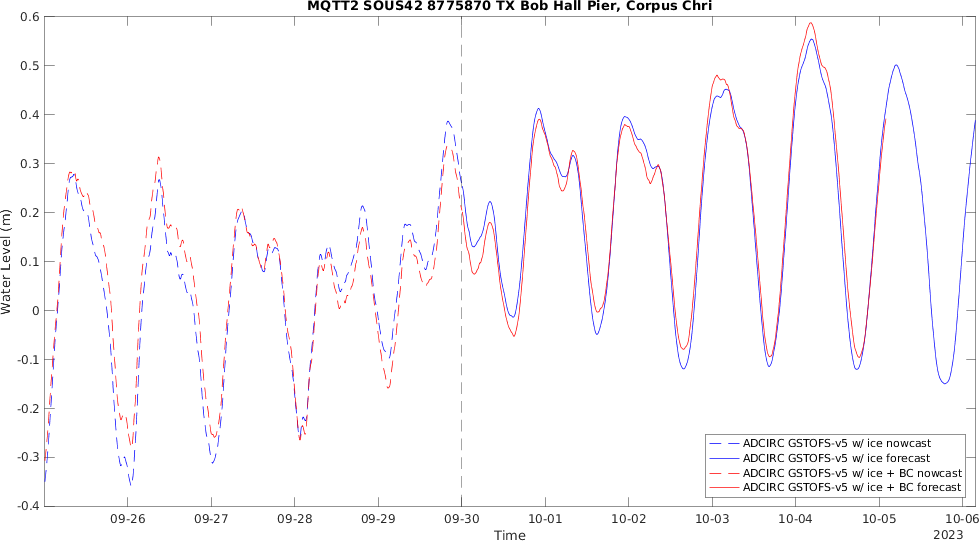 MQTT2 SOUS42 8775870 TX Bob Hall Pier, Corpus Chri
0.6
0.5
0.4
0.3
0.2
0.1
0
-0.1
-0.2
-0.3
-0.4
Water Level (m)
ADCIRC GSTOFS-v5 w/ ice nowcast
ADCIRC GSTOFS-v5 w/ ice forecast
ADCIRC GSTOFS-v5 w/ ice + BC nowcast
ADCIRC GSTOFS-v5 w/ ice + BC forecast
09-26 09-27 09-28 09-29 09-30 10-01 10-02 10-03 10-04 10-05 10-06
Time
2023